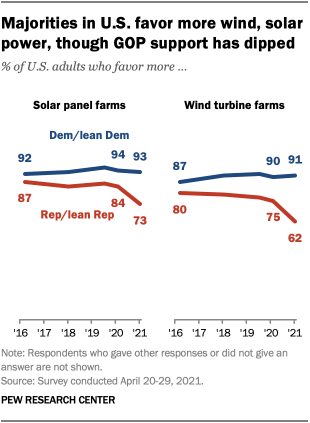 Majorities in U.S. favor more wind, solar
power, though GOP support has dipped
% of U.S. adults who favor more ...
Solar panel farms
Dem/lean Dem
92
94
93
87
84
73
Rep/lean Rep
'16 '17 '18 '19 '20 '21
Wind turbine farms
87
90
91
80
75
62
'16 '17 '18 '19 '20 '21
Note: Respondents who gave other responses or did not give an
answer are not shown.
Source: Survey conducted April 20-29, 2021.
PEW RESEARCH CENTER